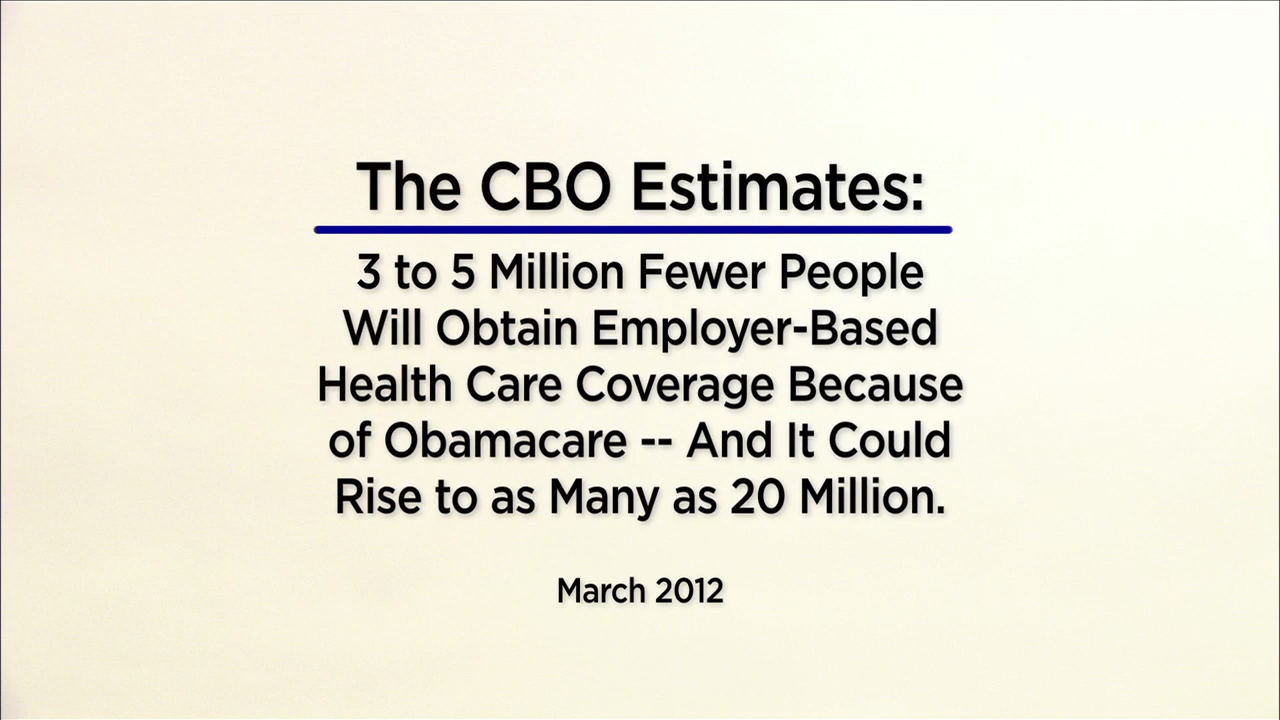 The CBO Estimates:
3 to 5 Million Fewer People
Will Obtain Employer-Based
Health Care Coverage Because
of Obamacare -- And It Could
Rise to as Many as 20 Million.
March 2012